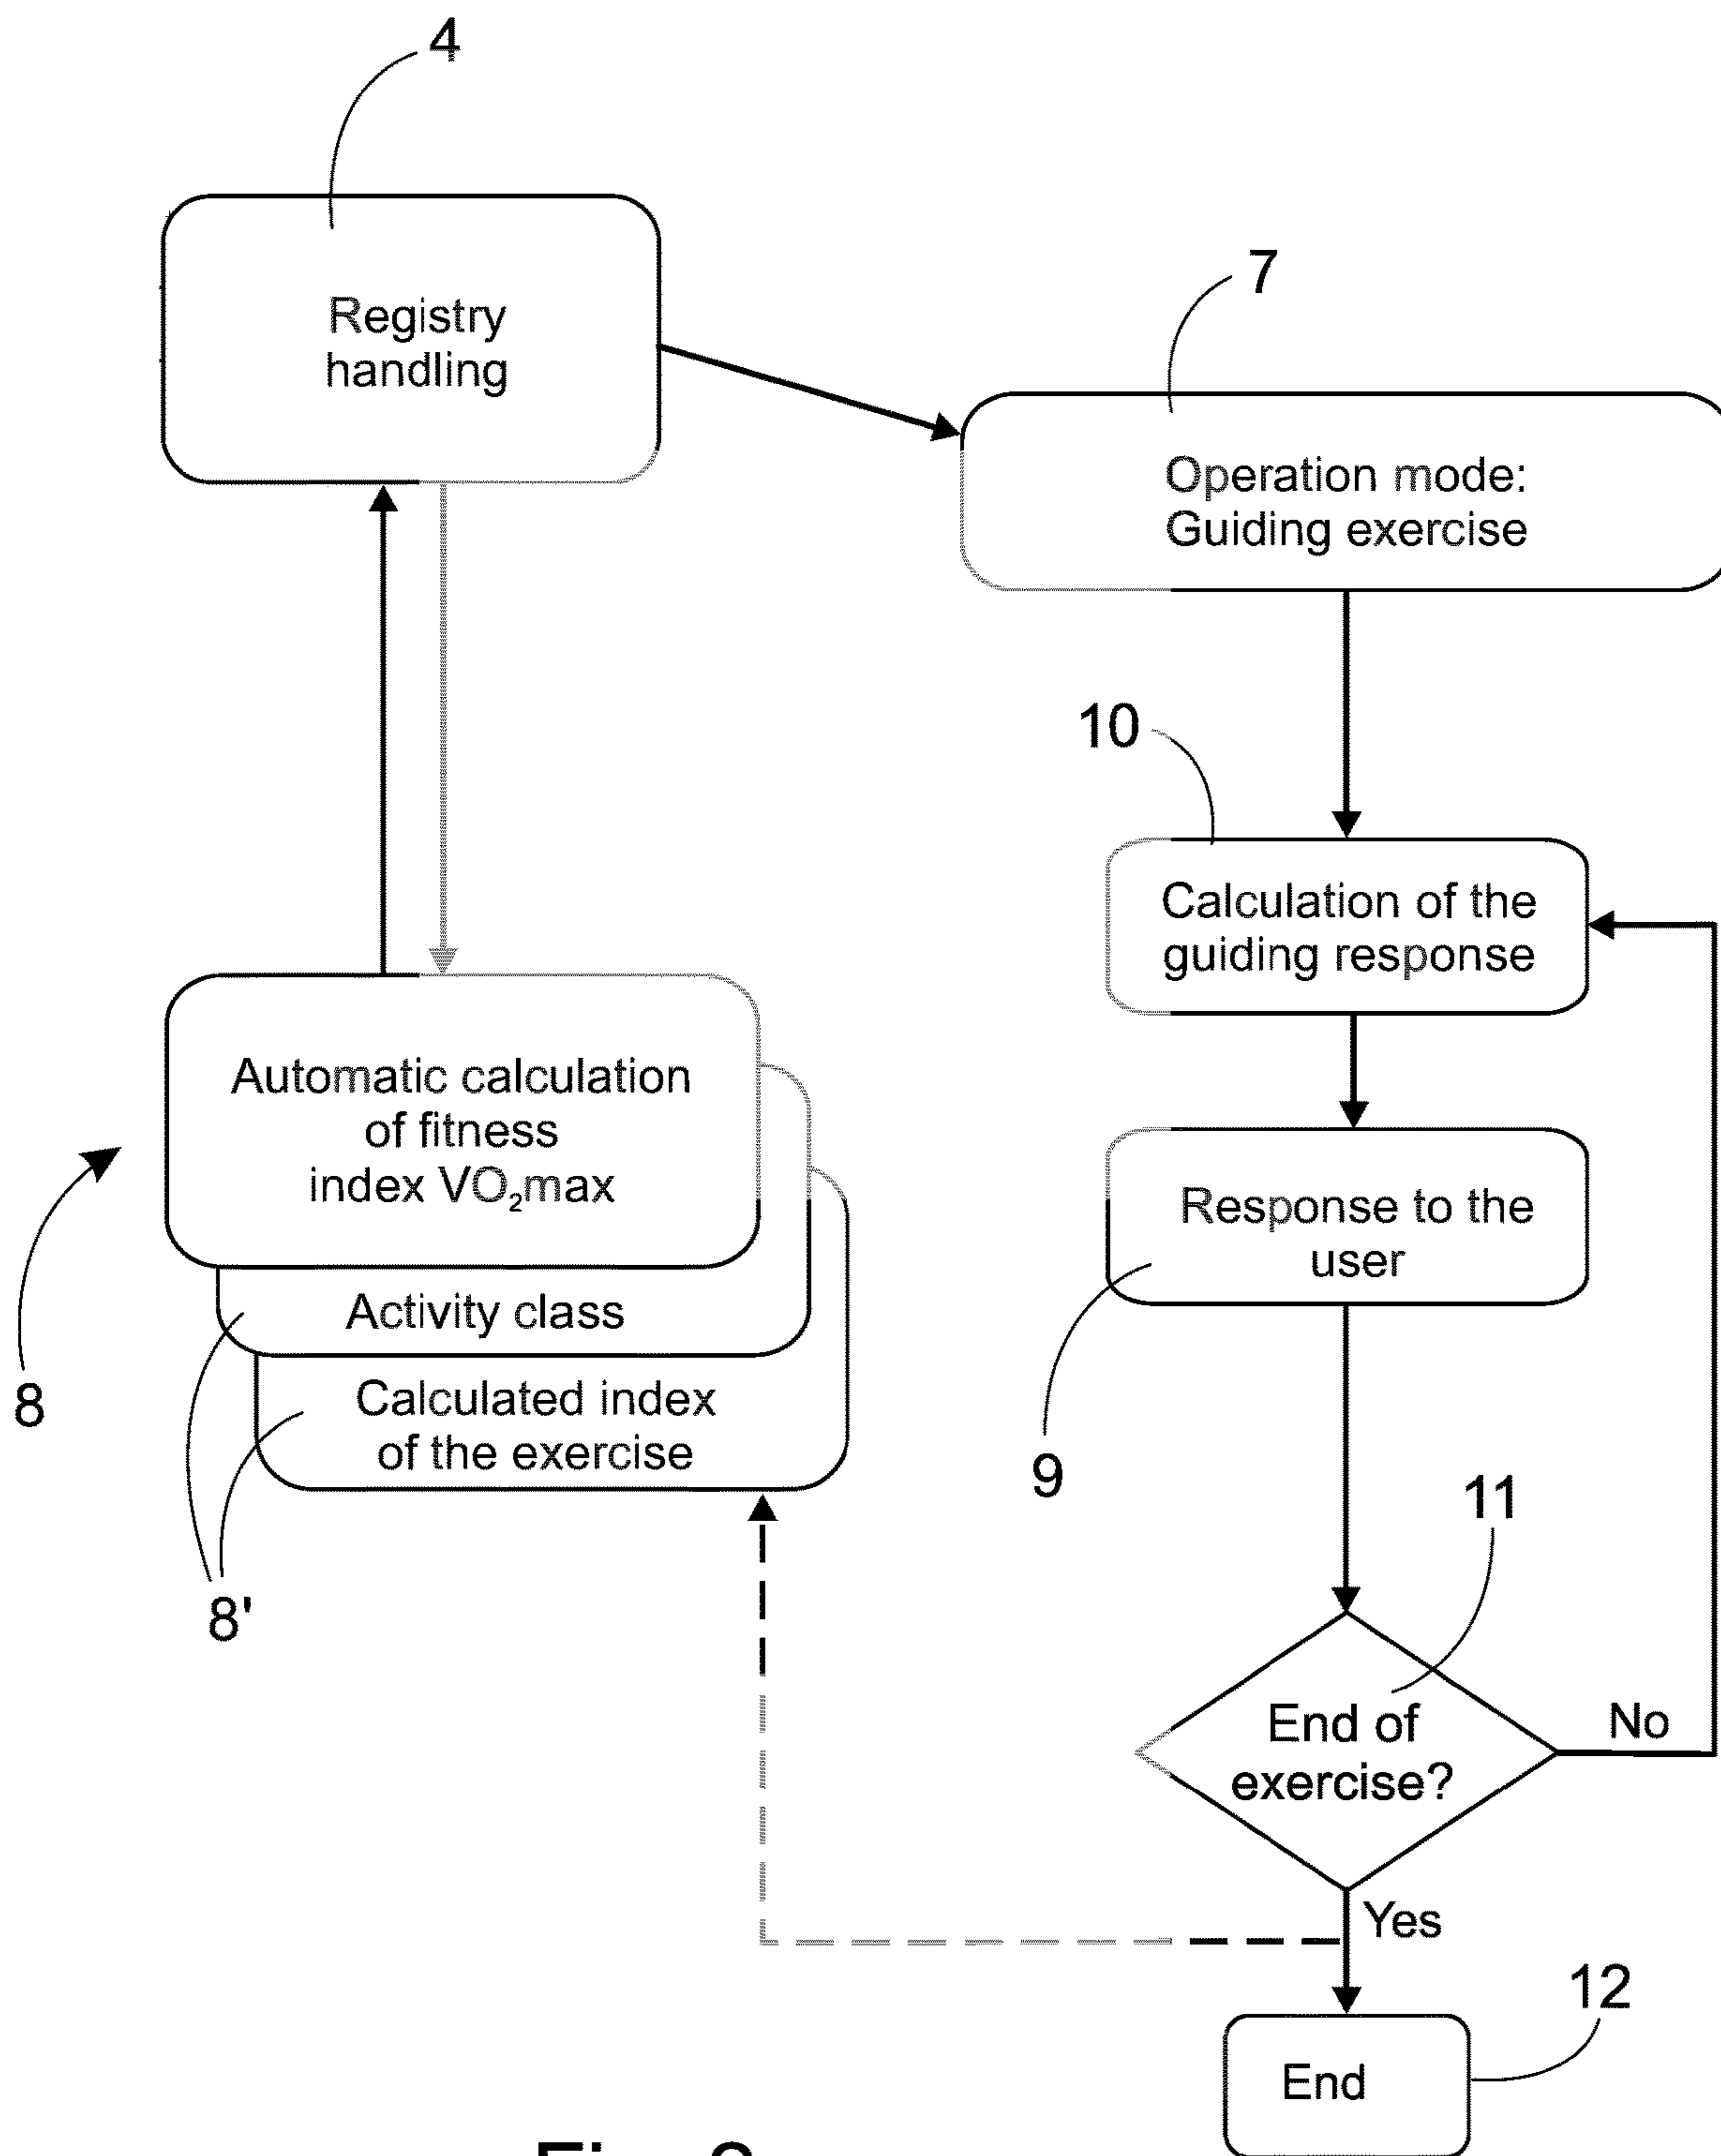 4
Registry
handling
7
Operation mode:
Guiding exercise
10
Calculation of the
guiding response
Automatic calculation
of fitness
index VO₂max
Response to the
user
Activity class
8
Calculated index
of the exercise
9
11
8'
End of
exercise?
No
Yes
12
End